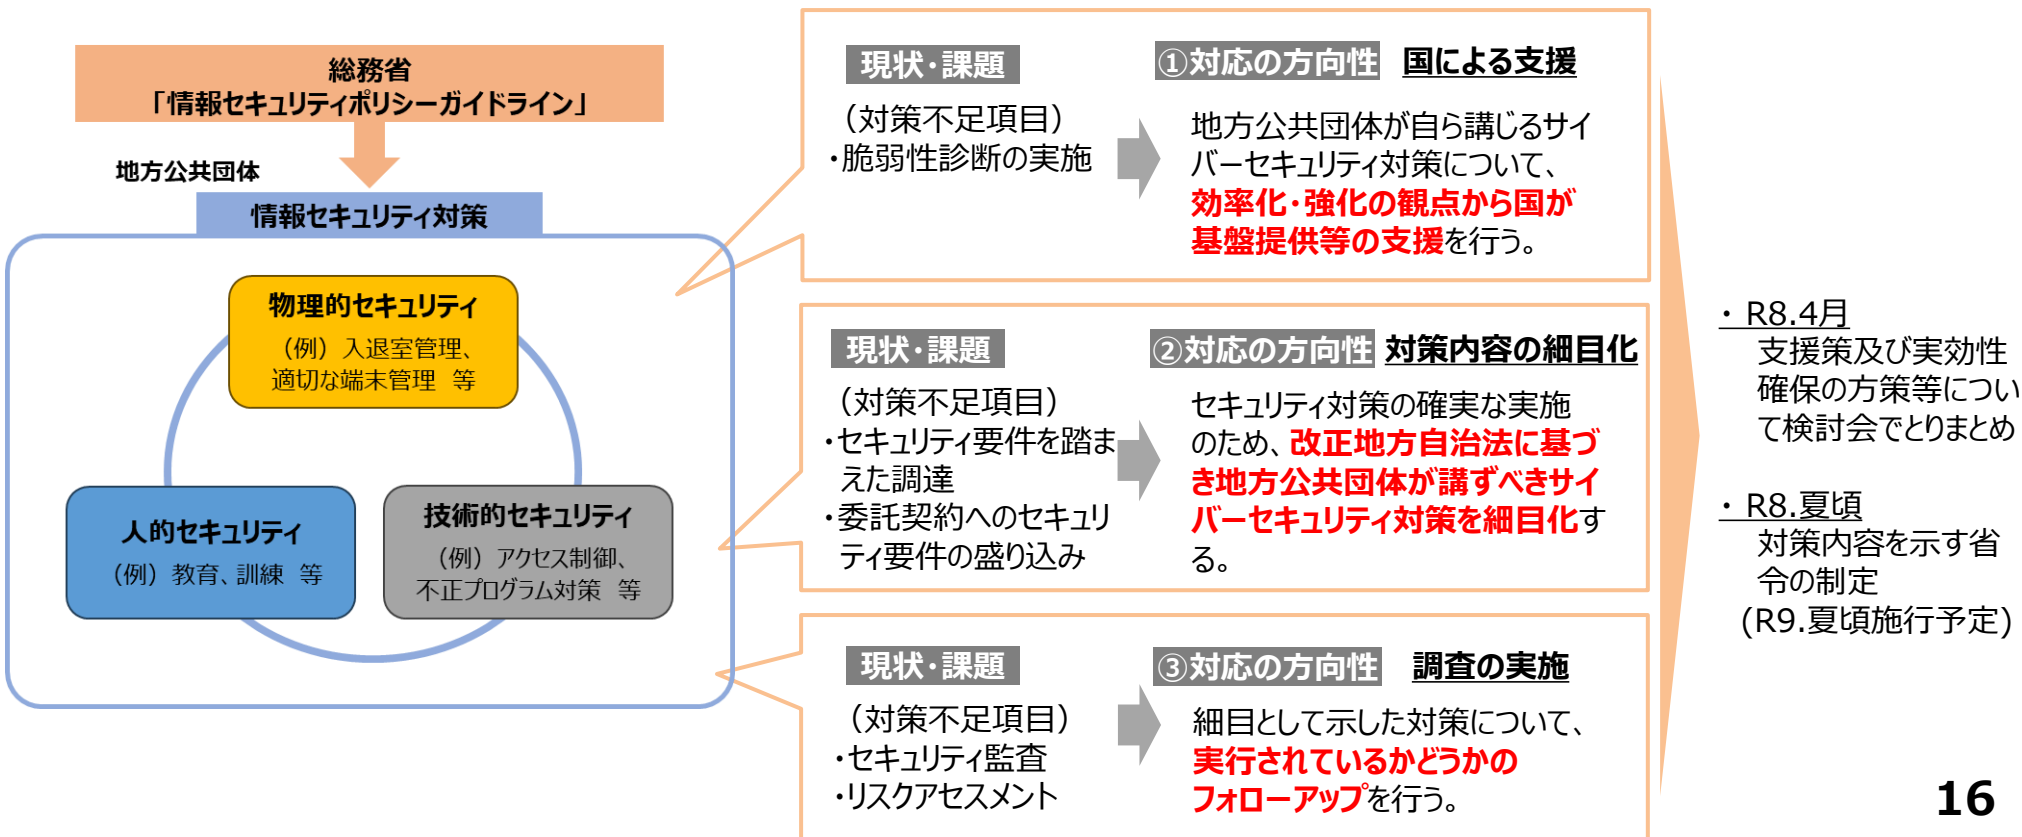 総務省
「情報セキュリティポリシーガイドライン」
地方公共団体
情報セキュリティ対策
物理的セキュリティ
（例）入退室管理、
適切な端末管理　等
人的セキュリティ
（例）教育、訓練　等
技術的セキュリティ
（例）アクセス制御、
不正プログラム対策　等
現状・課題
（対策不足項目）
・脆弱性診断の実施
①対応の方向性　国による支援
地方公共団体が自ら講じるサイ
バーセキュリティ対策について、
効率化・強化の観点から国が
基盤提供等の支援を行う。
現状・課題
（対策不足項目）
・セキュリティ要件を踏ま
えた調達
・委託契約へのセキュリ
ティ要件の盛り込み
②対応の方向性　対策内容の細目化
セキュリティ対策の確実な実施
のため、改正地方自治法に基づ
き地方公共団体が講ずべきサイ
バーセキュリティ対策を細目化す
る。
現状・課題
（対策不足項目）
・セキュリティ監査
・リスクアセスメント
③対応の方向性　調査の実施
細目として示した対策について、
実行されているかどうかの
フォローアップを行う。
・ R8.4月
支援策及び実効性
確保の方策等につい
て検討会でとりまとめ
・ R8.夏頃
対策内容を示す省
令の制定
(R9.夏頃施行予定)
16